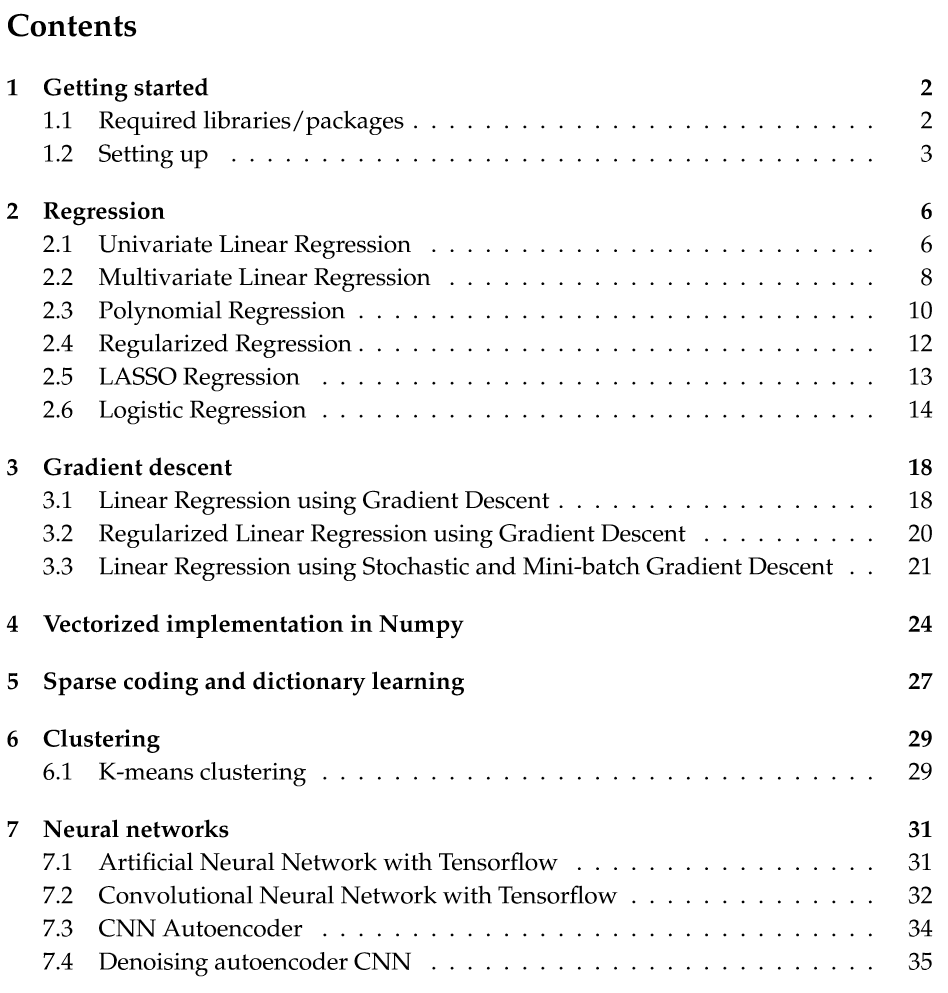 Contents
1 Getting started 2
1.1 Required libraries/packages . . . . . . . . . . . . . . . . . . . . . . . . . . 2
1.2 Setting up . . . . . . . . . . . . . . . . . . . . . . . . . . . . . . . . . . . . 3
2 Regression 6
2.1 Univariate Linear Regression . . . . . . . . . . . . . . . . . . . . . . . . . 6
2.2 Multivariate Linear Regression . . . . . . . . . . . . . . . . . . . . . . . . 8
2.3 Polynomial Regression . . . . . . . . . . . . . . . . . . . . . . . . . . . . . 10
2.4 Regularized Regression . . . . . . . . . . . . . . . . . . . . . . . . . . . . . 12
2.5 LASSO Regression . . . . . . . . . . . . . . . . . . . . . . . . . . . . . . . 13
2.6 Logistic Regression . . . . . . . . . . . . . . . . . . . . . . . . . . . . . . . 14
3 Gradient descent 18
3.1 Linear Regression using Gradient Descent . . . . . . . . . . . . . . . . . . 18
3.2 Regularized Linear Regression using Gradient Descent . . . . . . . . . . 20
3.3 Linear Regression using Stochastic and Mini-batch Gradient Descent . . 21
4 Vectorized implementation in Numpy 24
5 Sparse coding and dictionary learning 27
6 Clustering 29
6.1 K-means clustering . . . . . . . . . . . . . . . . . . . . . . . . . . . . . . . 29
7 Neural networks 31
7.1 Artificial Neural Network with Tensorflow . . . . . . . . . . . . . . . . . 31
7.2 Convolutional Neural Network with Tensorflow . . . . . . . . . . . . . . 32
7.3 CNN Autoencoder . . . . . . . . . . . . . . . . . . . . . . . . . . . . . . . 34
7.4 Denoising autoencoder CNN . . . . . . . . . . . . . . . . . . . . . . . . . 35